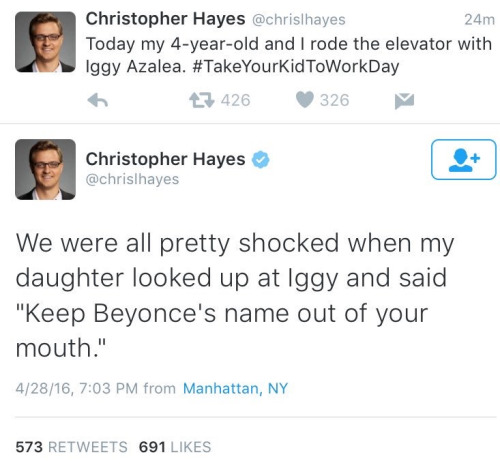 Christopher Hayes @chrislhayes 24m
Today my 4-year-old and I rode the elevator with
Iggy Azalea. #TakeYourKidToWorkDay
426 326
Christopher Hayes
@chrislhayes
We were all pretty shocked when my
daughter looked up at Iggy and said
"Keep Beyonce's name out of your
mouth."
4/28/16, 7:03 PM from Manhattan, NY
573 RETWEETS 691 LIKES